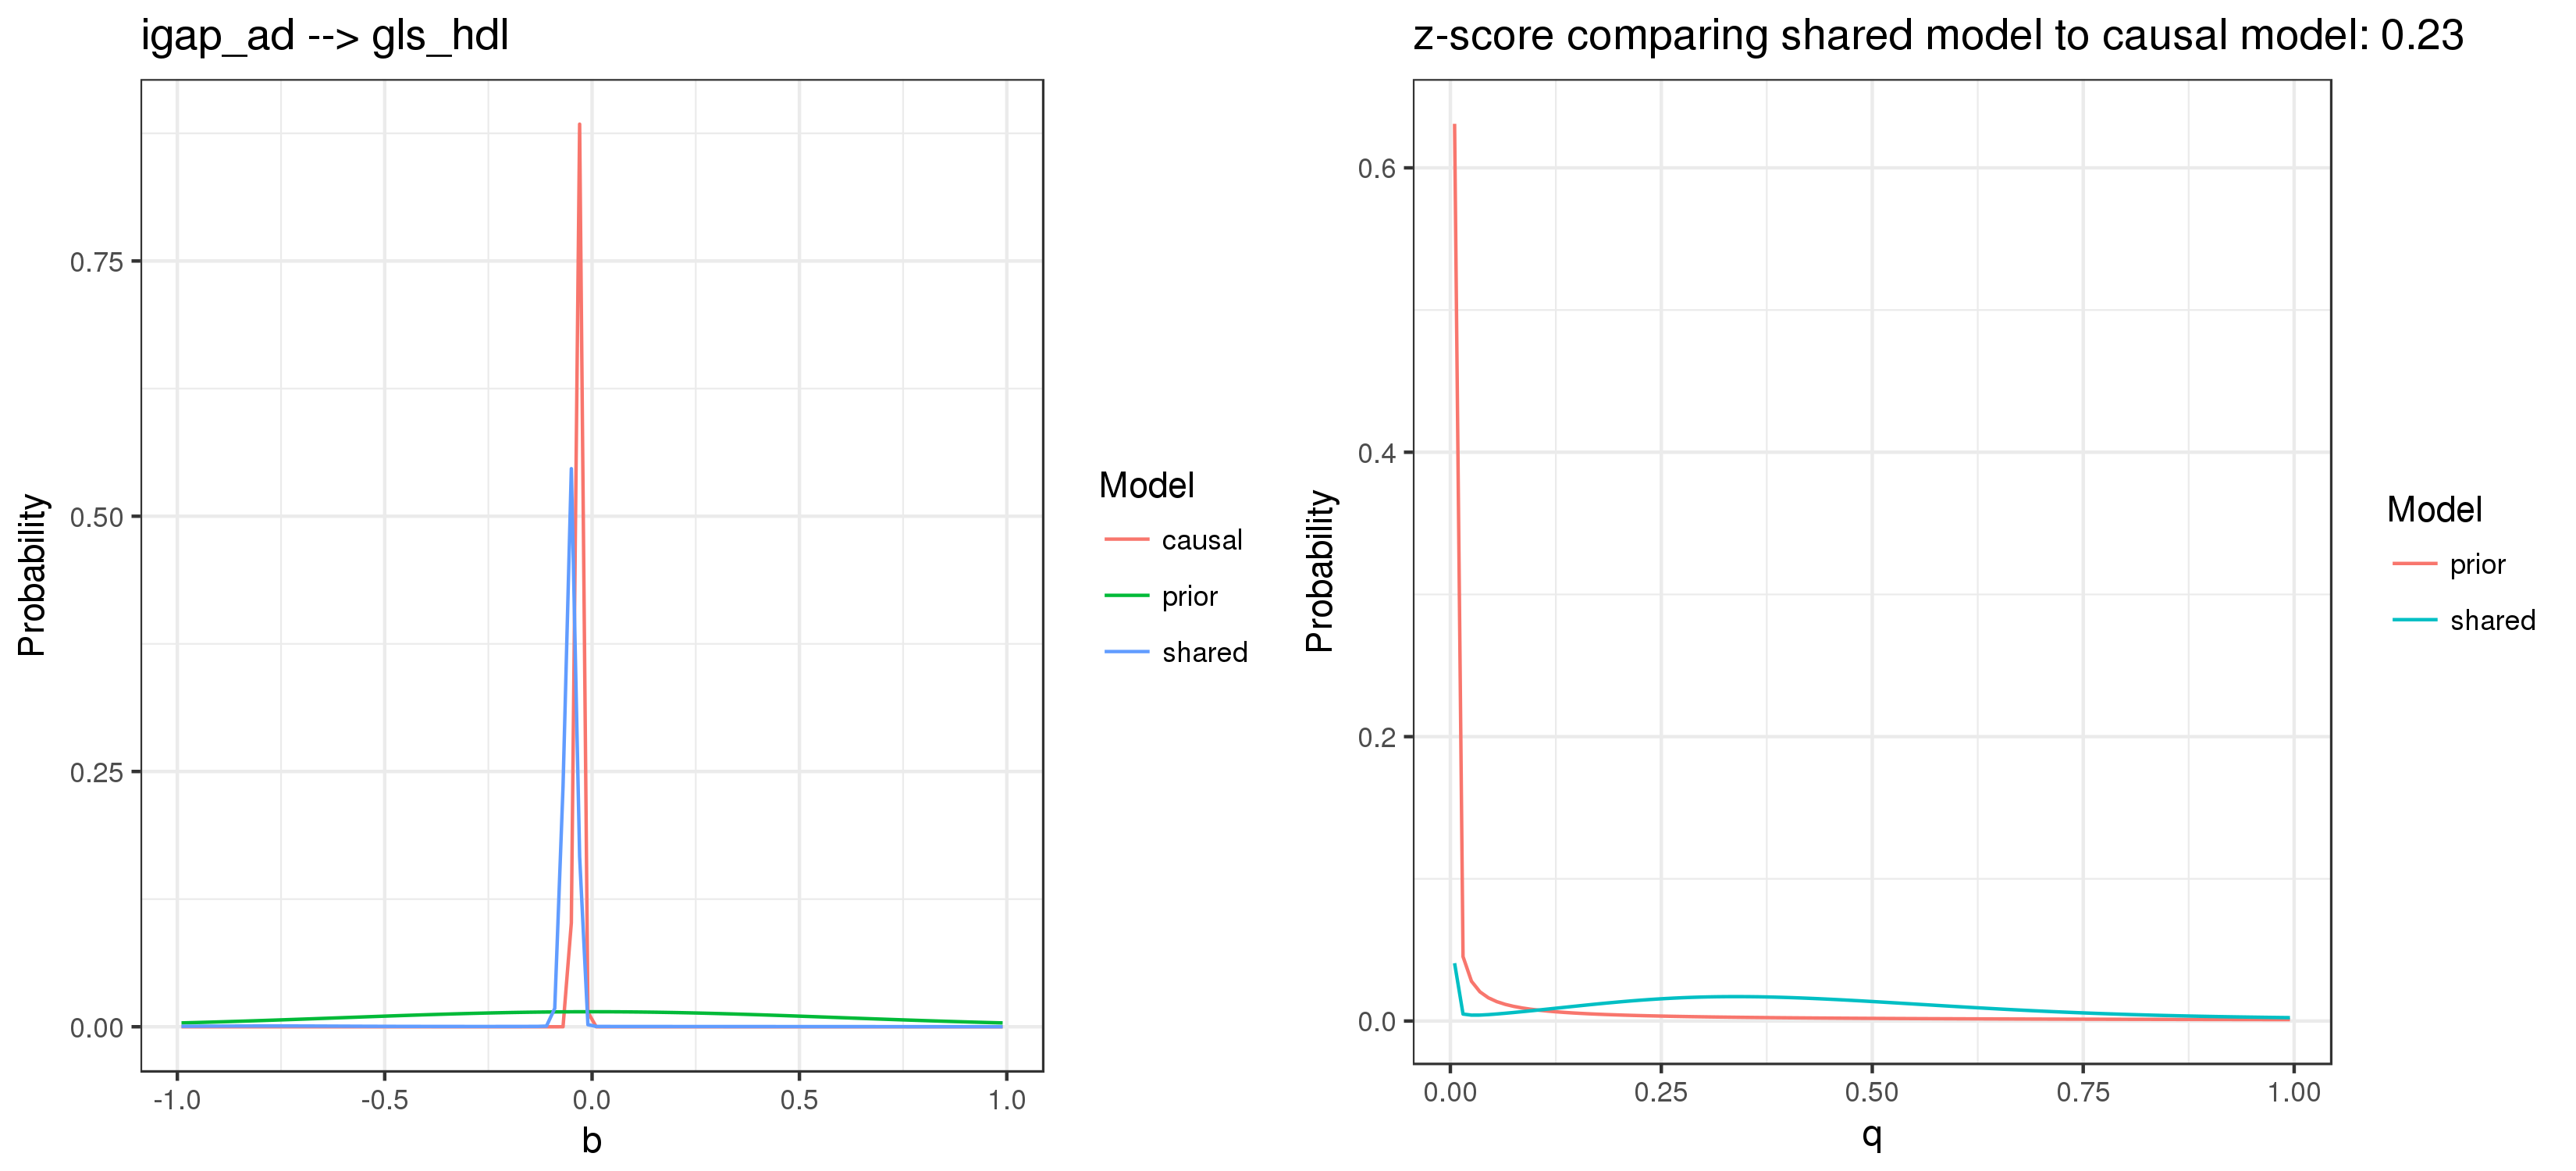 igap_ad --> gls_hdl
Probability
0.75
0.50
0.25
0.00
-1.0 -0.5 0.0 0.5 1.0
b
Model
causal
prior
shared
z-score comparing shared model to causal model: 0.23
Probability
0.6
0.4
0.2
0.0
0.00 0.25 0.50 0.75 1.00
q
Model
prior
shared